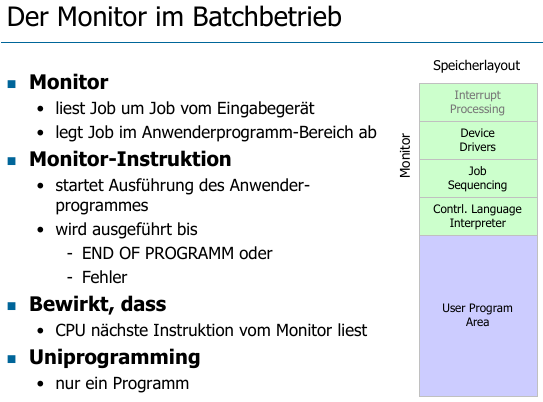 Der Monitor im Batchbetrieb
Monitor
liest Job um Job vom Eingabegerät
legt Job im Anwenderprogramm-Bereich ab
Monitor-Instruktion
startet Ausführung des Anwender-
programmes
wird ausgeführt bis
- END OF PROGRAMM oder
- Fehler
Bewirkt, dass
CPU nächste Instruktion vom Monitor liest
Uniprogramming
nur ein Programm
Speicherlayout
Monitor
Interrupt
Processing
Device
Drivers
Job
Sequencing
Contrl. Language
Interpreter
User Program
Area